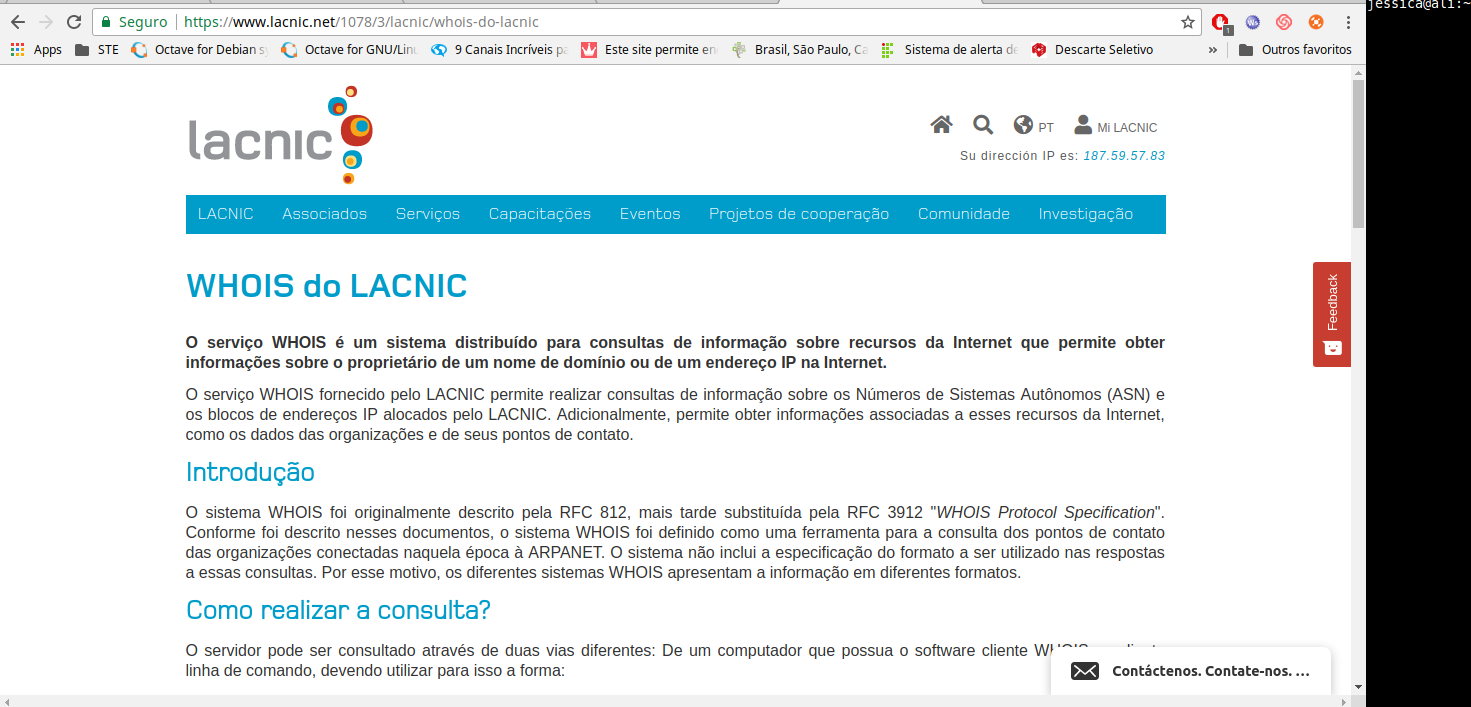 jessica@ali:~
Seguro https://www.lacnic.net/1078/3/lacnic/whois-do-lacnic
Apps STE Octave for Debian sy Octave for GNU/Linu 9 Canais Incríveis pa Este site permite en Brasil, São Paulo, Ca Sistema de alerta de Descarte Seletivo » Outros favoritos
lacnic
PT Mi LACNIC
Su dirección IP es: 187.59.57.83
LACNIC Associados Serviços Capacitações Eventos Projetos de cooperação Comunidade Investigação
WHOIS do LACNIC
Feedback
O serviço WHOIS é um sistema distribuído para consultas de informação sobre recursos da Internet que permite obter
informações sobre o proprietário de um nome de domínio ou de um endereço IP na Internet.
O serviço WHOIS fornecido pelo LACNIC permite realizar consultas de informação sobre os Números de Sistemas Autônomos (ASN) e
os blocos de endereços IP alocados pelo LACNIC. Adicionalmente, permite obter informações associadas a esses recursos da Internet,
como os dados das organizações e de seus pontos de contato.
Introdução
O sistema WHOIS foi originalmente descrito pela RFC 812, mais tarde substituída pela RFC 3912 "WHOIS Protocol Specification".
Conforme foi descrito nesses documentos, o sistema WHOIS foi definido como uma ferramenta para a consulta dos pontos de contato
das organizações conectadas naquela época à ARPANET. O sistema não inclui a especificação do formato a ser utilizado nas respostas
a essas consultas. Por esse motivo, os diferentes sistemas WHOIS apresentam a informação em diferentes formatos.
Como realizar a consulta?
O servidor pode ser consultado através de duas vias diferentes: De um computador que possua o software cliente
linha de comando, devendo utilizar para isso a forma:
Contáctenos. Contate-nos. ...